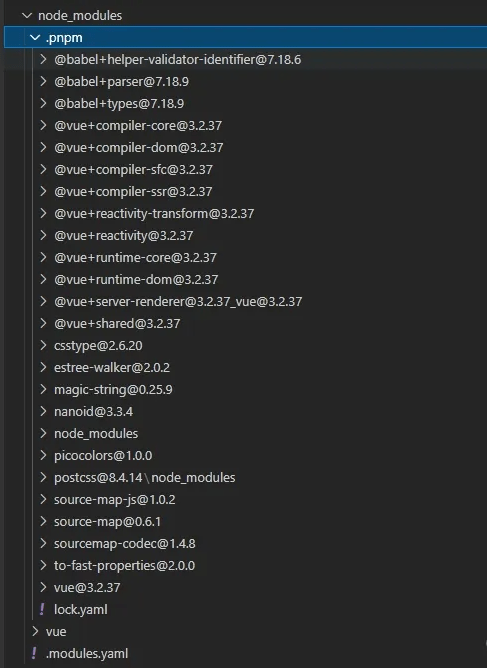 node_modules
.pnpm
@babel+helper-validator-identifier@7.18.6
@babel+parser@7.18.9
@babel+types@7.18.9
@vue+compiler-core@3.2.37
@vue+compiler-dom@3.2.37
@vue+compiler-sfc@3.2.37
@vue+compiler-ssr@3.2.37
@vue+reactivity-transform@3.2.37
@vue+reactivity@3.2.37
@vue+runtime-core@3.2.37
@vue+runtime-dom@3.2.37
@vue+server-renderer@3.2.37_vue@3.2.37
@vue+shared@3.2.37
csstype@2.6.20
estree-walker@2.0.2
magic-string@0.25.9
nanoid@3.3.4
node_modules
picocolors@1.0.0
postcss@8.4.14\node_modules
source-map-js@1.0.2
source-map@0.6.1
sourcemap-codec@1.4.8
to-fast-properties@2.0.0
vue@3.2.37
! lock.yaml
vue
! .modules.yaml